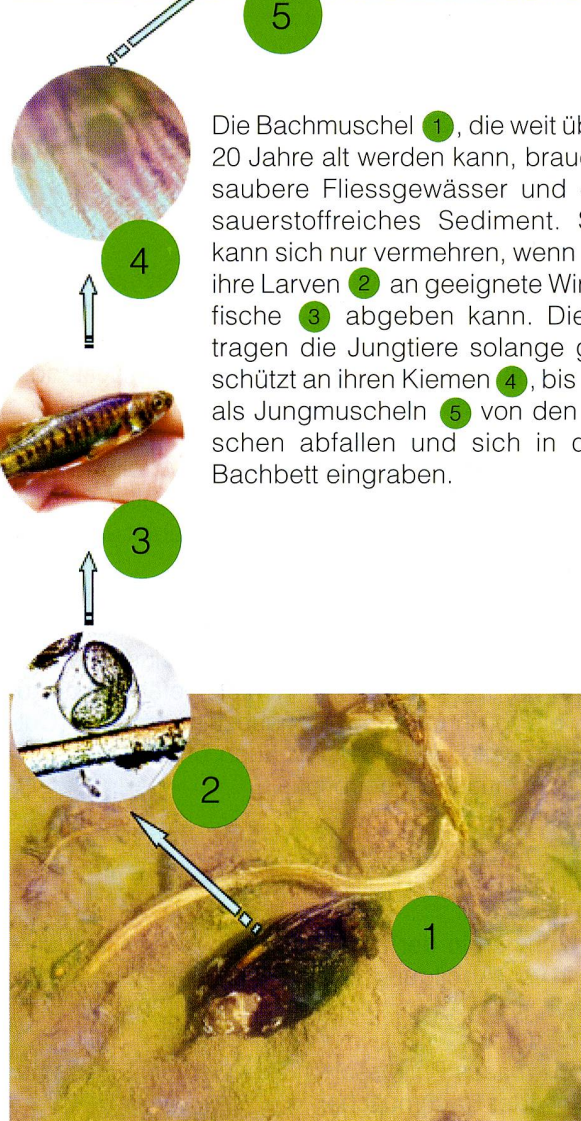 5
Die Bachmuschel 1, die weit üb
20 Jahre alt werden kann, brauc
saubere Fliessgewässer und
sauerstoffreiches Sediment. S
kann sich nur vermehren, wenn
ihre Larven 2 an geeignete Wir
fische 3 abgeben kann. Die
tragen die Jungtiere solange g
schützt an ihren Kiemen 4, bis
als Jungmuscheln 5 von den
schen abfallen und sich in d
Bachbett eingraben.
4
3
2
1